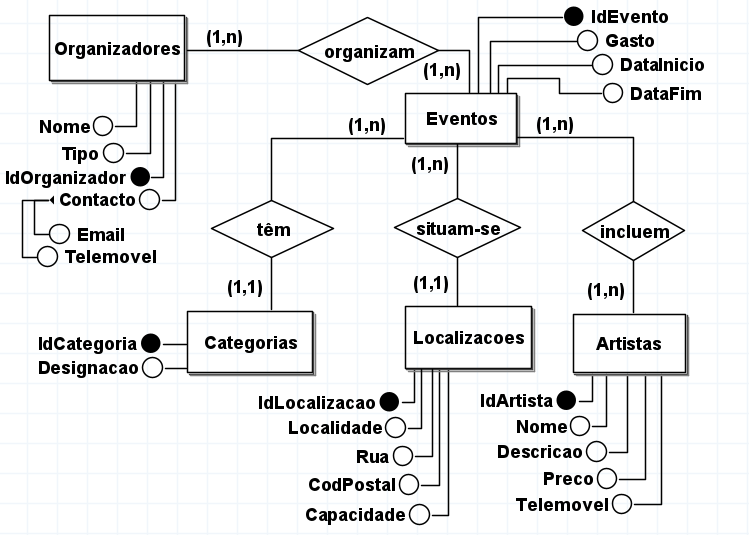 Organizadores
(1,n)
organizam
(1,n)
IdEvento
Gasto
DataInicio
DataFim
Eventos
Nome
Tipo
IdOrganizador
Contacto
Email
Telemovel
(1,n)
(1,n)
(1,n)
têm
situam-se
incluem
(1,1)
(1,1)
(1,n)
Categorias
Localizacoes
Artistas
IdCategoria
Designacao
IdLocalizacao
Localidade
Rua
CodPostal
Capacidade
IdArtista
Nome
Descricao
Preco
Telemovel